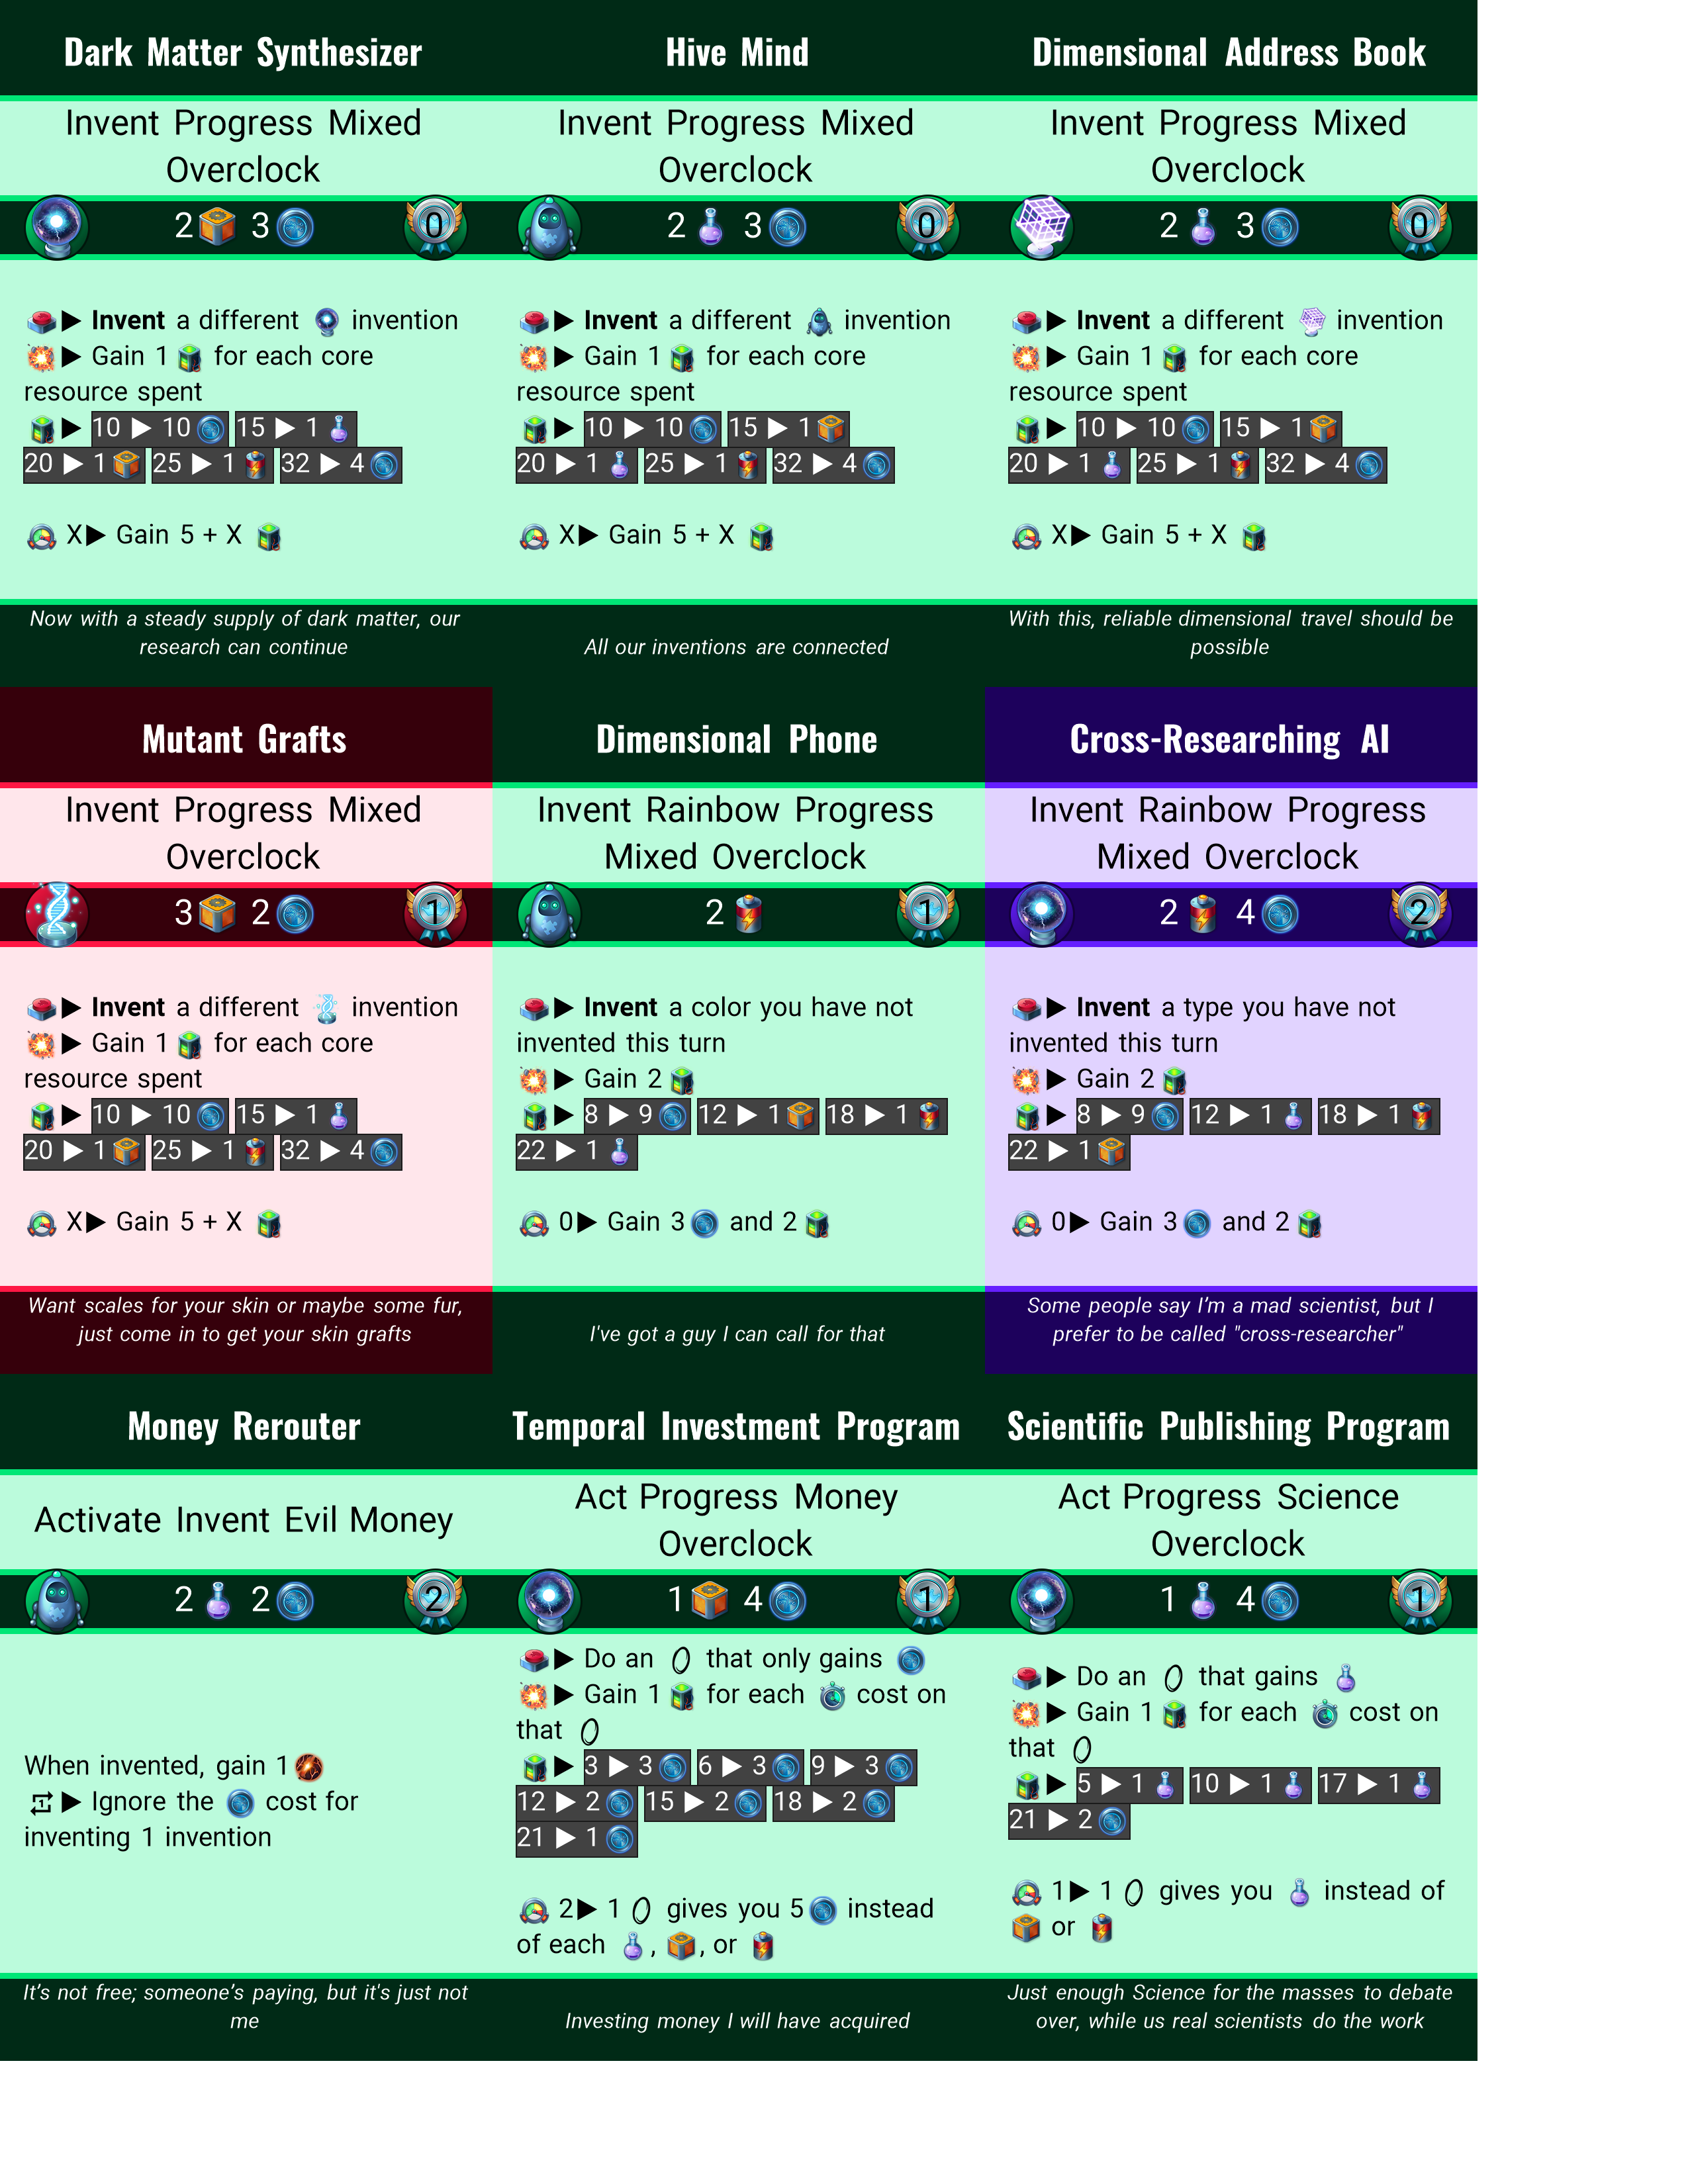 Dark Matter Synthesizer
Invent Progress Mixed
Overclock
2 3 0
▶ Invent a different invention
▶ Gain 1 for each core
resource spent
▶ 10 ▶ 10 15 ▶ 1
20 ▶ 1 25 ▶ 1 32 ▶ 4
X▶ Gain 5 + X
Now with a steady supply of dark matter, our
research can continue
Hive Mind
Invent Progress Mixed
Overclock
2 3 0
▶ Invent a different invention
▶ Gain 1 for each core
resource spent
▶ 10 ▶ 10 15 ▶ 1
20 ▶ 1 25 ▶ 1 32 ▶ 4
X▶ Gain 5 + X
All our inventions are connected
Dimensional Address Book
Invent Progress Mixed
Overclock
2 3 0
▶ Invent a different invention
▶ Gain 1 for each core
resource spent
▶ 10 ▶ 10 15 ▶ 1
20 ▶ 1 25 ▶ 1 32 ▶ 4
X▶ Gain 5 + X
With this, reliable dimensional travel should be
possible
Mutant Grafts
Invent Progress Mixed
Overclock
3 2 1
▶ Invent a different invention
▶ Gain 1 for each core
resource spent
▶ 10 ▶ 10 15 ▶ 1
20 ▶ 1 25 ▶ 1 32 ▶ 4
X▶ Gain 5 + X
Want scales for your skin or maybe some fur,
just come in to get your skin grafts
Dimensional Phone
Invent Rainbow Progress
Mixed Overclock
2 1
▶ Invent a color you have not
invented this turn
▶ Gain 2
▶ 8 ▶ 9 12 ▶ 1 18 ▶ 1
22 ▶ 1
0▶ Gain 3 and 2
I've got a guy I can call for that
Cross-Researching AI
Invent Rainbow Progress
Mixed Overclock
2 4 2
▶ Invent a type you have not
invented this turn
▶ Gain 2
▶ 8 ▶ 9 12 ▶ 1 18 ▶ 1
22 ▶ 1
0▶ Gain 3 and 2
Some people say I’m a mad scientist, but I
prefer to be called "cross-researcher"
Money Rerouter
Activate Invent Evil Money
2 2 2
When invented, gain 1
▶ Ignore the cost for
inventing 1 invention
It’s not free; someone’s paying, but it's just not
me
Temporal Investment Program
Act Progress Money
Overclock
1 4 1
▶ Do an that only gains
▶ Gain 1 for each cost on
that
▶ 3 ▶ 3 6 ▶ 3 9 ▶ 3
12 ▶ 2 15 ▶ 2 18 ▶ 2
21 ▶ 1
2▶ 1 gives you 5 instead
of each , , or
Investing money I will have acquired
Scientific Publishing Program
Act Progress Science
Overclock
1 4 1
▶ Do an that gains
▶ Gain 1 for each cost on
that
▶ 5 ▶ 1 10 ▶ 1 17 ▶ 1
21 ▶ 2
1▶ 1 gives you instead of
or
Just enough Science for the masses to debate
over, while us real scientists do the work